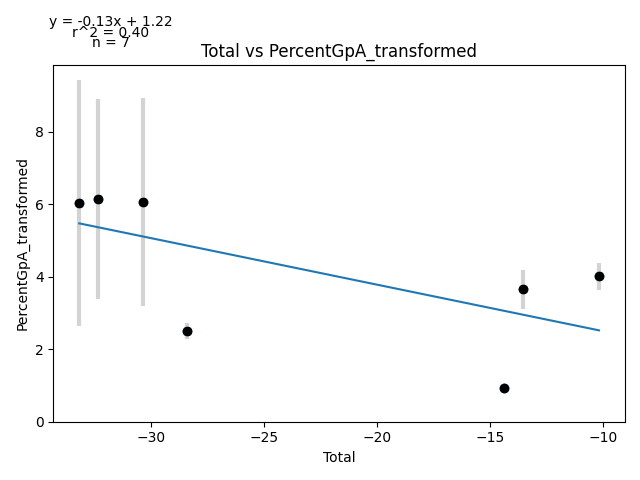 y = -0.13x + 1.22
r^2 = 0.40
n = 7
Total vs PercentGpA_transformed
PercentGpA_transformed
8
6
4
2
0
−30
−25
−20
−15
−10
Total